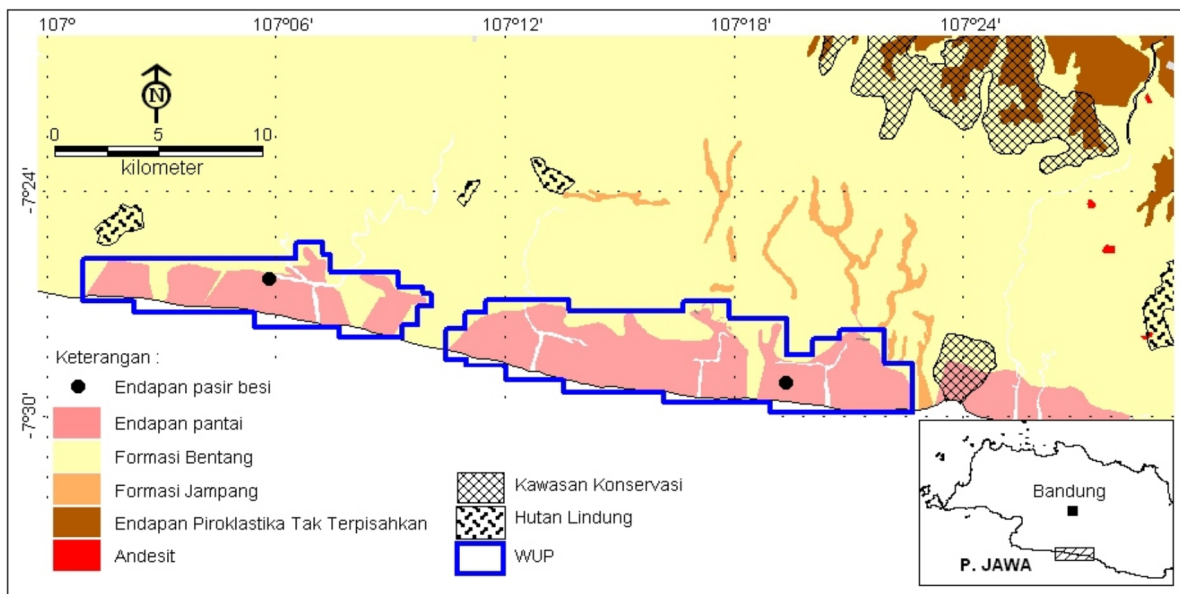 107° 107°06' 107°12' 107°18' 107°24'
N
0 5 10
kilometer
-7°24'
-7°30'
Keterangan :
Endapan pasir besi
Endapan pantai
Formasi Bentang
Formasi Jampang
Endapan Piroklastika Tak Terpisahkan
Andesit
Kawasan Konservasi
Hutan Lindung
WUP
Bandung
P. JAWA